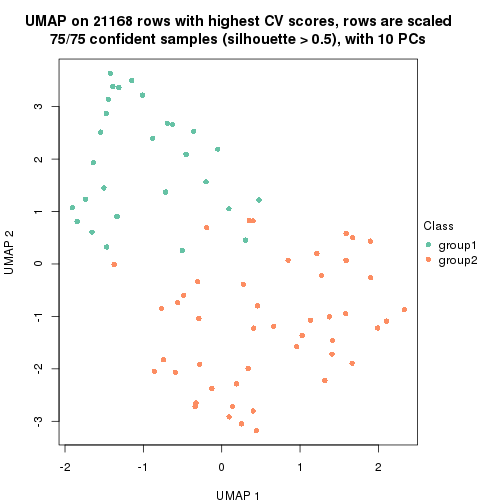 UMAP on 21168 rows with highest CV scores, rows are scaled
75/75 confident samples (silhouette > 0.5), with 10 PCs
Class
group1
group2
UMAP 2
3
2
1
0
-1
-2
-3
-2
-1
0
1
2
UMAP 1